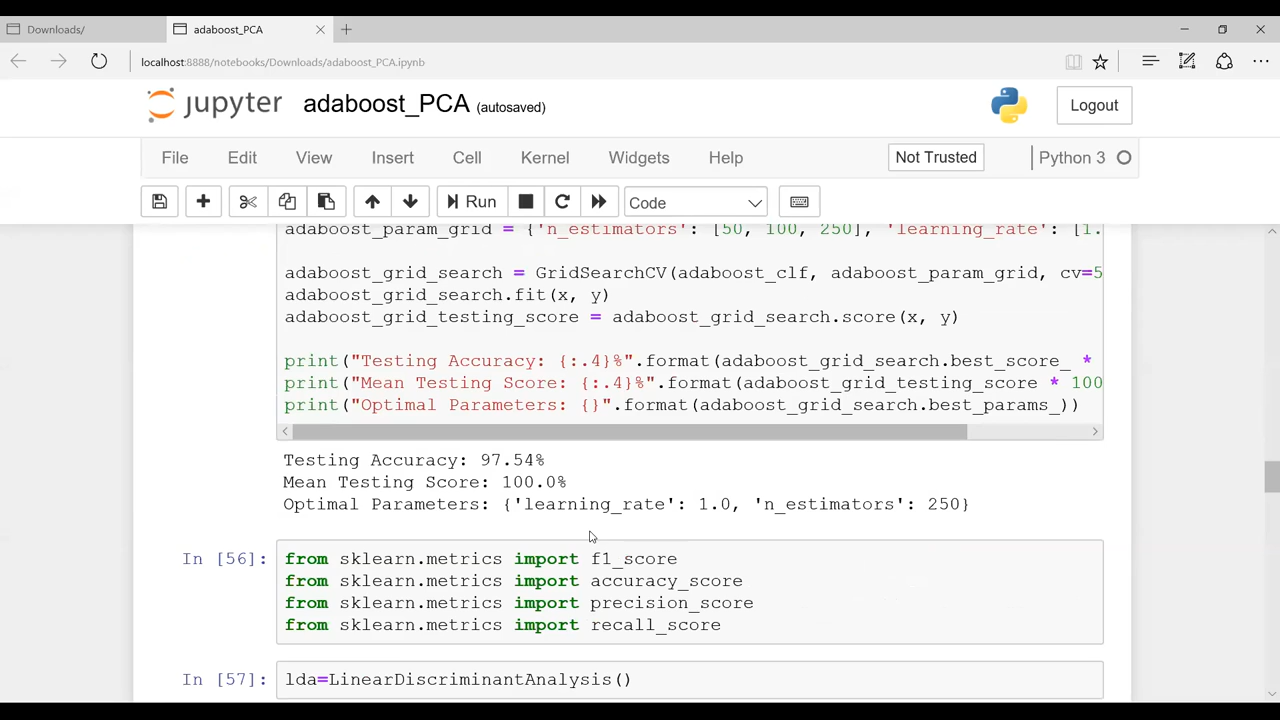 Downloads/
adaboost_PCA
localhost:8888/notebooks/Downloads/adaboost_PCA.ipynb
jupyter adaboost_PCA (autosaved)
Logout
File Edit View Insert Cell Kernel Widgets Help
Not Trusted
Python 3
Run
Code
adaboost_param_grid = {'n_estimators': [50, 100, 250], 'learning_rate': [1.
adaboost_grid_search = GridSearchCV(adaboost_clf, adaboost_param_grid, cv=5
adaboost_grid_search.fit(x, y)
adaboost_grid_testing_score = adaboost_grid_search.score(x, y)
print("Testing Accuracy: {:.4}%".format(adaboost_grid_search.best_score_ *
print("Mean Testing Score: {:.4}%".format(adaboost_grid_testing_score * 100
print("Optimal Parameters: {}".format(adaboost_grid_search.best_params_))
Testing Accuracy: 97.54%
Mean Testing Score: 100.0%
Optimal Parameters: {'learning_rate': 1.0, 'n_estimators': 250}
In [56]: from sklearn.metrics import f1_score
from sklearn.metrics import accuracy_score
from sklearn.metrics import precision_score
from sklearn.metrics import recall_score
In [57]: lda=LinearDiscriminantAnalysis()